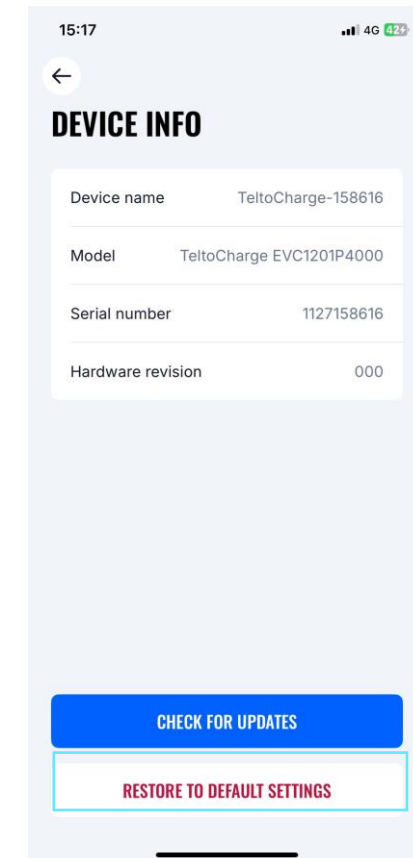 15:17 4G 42
DEVICE INFO
Device name TeltoCharge-158616
Model TeltoCharge EVC1201P4000
Serial number 1127158616
Hardware revision 000
CHECK FOR UPDATES
RESTORE TO DEFAULT SETTINGS